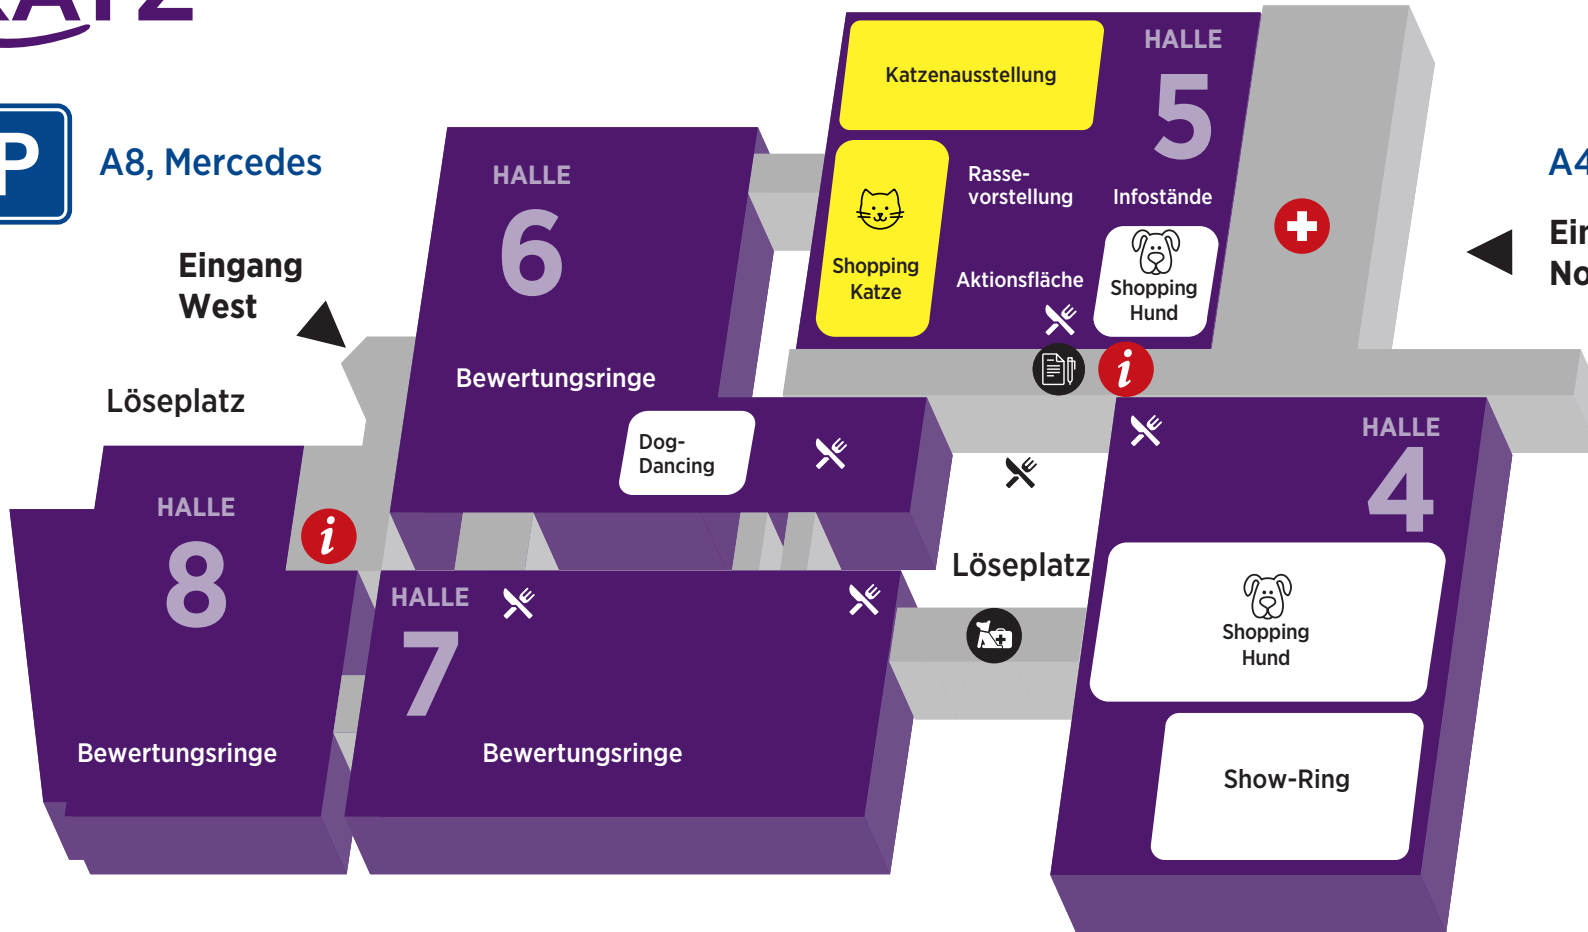 P
A8, Mercedes
Eingang
West
Löseplatz
HALLE
6
Bewertungsringe
Dog-
Dancing
Katzenausstellung
HALLE
5
Rasse-
vorstellung
Infostände
Shopping
Katze
Aktionsfläche
Shopping
Hund
i
HALLE
4
Shopping
Hund
Show-Ring
Löseplatz
HALLE
8
Bewertungsringe
i
HALLE
7
Bewertungsringe